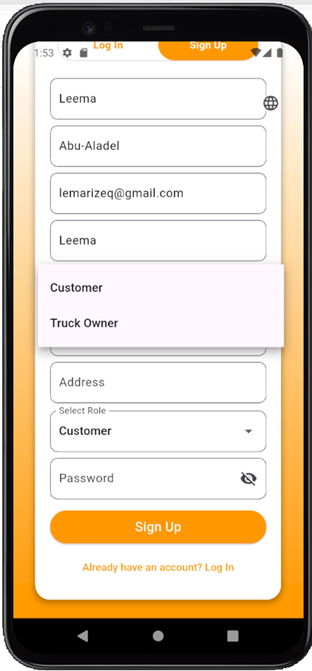 1:53
Log In
Sign Up
Leema
Abu-Aladel
lemarizeq@gmail.com
Leema
Customer
Truck Owner
Address
Select Role
Customer
Password
Sign Up
Already have an account? Log In